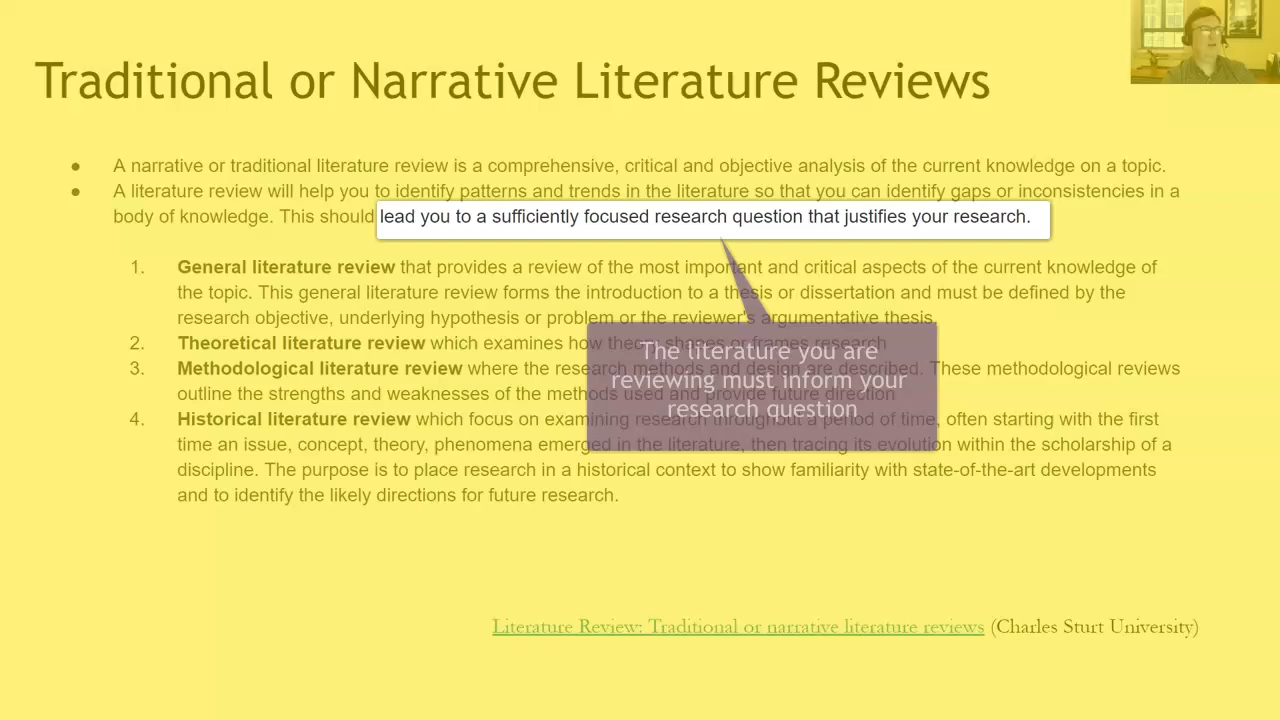 Traditional or Narrative Literature Reviews
● A narrative or traditional literature review is a comprehensive, critical and objective analysis of the current knowledge on a topic.
● A literature review will help you to identify patterns and trends in the literature so that you can identify gaps or inconsistencies in a
body of knowledge. This should lead you to a sufficiently focused research question that justifies your research.
1. General literature review that provides a review of the most important and critical aspects of the current knowledge of
the topic. This general literature review forms the introduction to a thesis or dissertation and must be defined by the
research objective, underlying hypothesis or problem or the reviewer's argumentative thesis.
2. Theoretical literature review which examines how theory shapes or frames research
3. Methodological literature review where the research methods and design are described. These methodological reviews
outline the strengths and weaknesses of the methods used and provide future direction
4. Historical literature review which focus on examining research throughout a period of time, often starting with the first
time an issue, concept, theory, phenomena emerged in the literature, then tracing its evolution within the scholarship of a
discipline. The purpose is to place research in a historical context to show familiarity with state-of-the-art developments
and to identify the likely directions for future research.
The literature you are
reviewing must inform your
research question
Literature Review: Traditional or narrative literature reviews (Charles Sturt University)